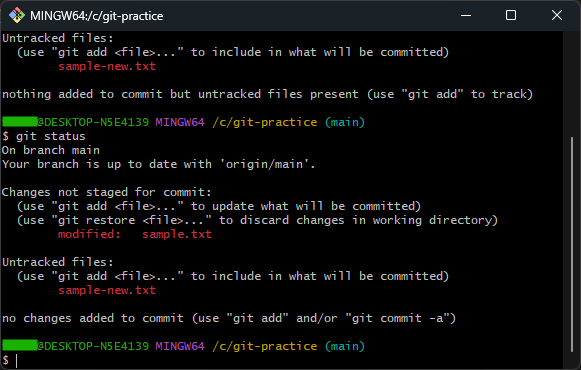 MINGW64:/c/git-practice
Untracked files:
  (use "git add <file>..." to include in what will be committed)
        sample-new.txt

nothing added to commit but untracked files present (use "git add" to track)

@DESKTOP-N5E4139 MINGW64 /c/git-practice (main)
$ git status
On branch main
Your branch is up to date with 'origin/main'.

Changes not staged for commit:
  (use "git add <file>..." to update what will be committed)
  (use "git restore <file>..." to discard changes in working directory)
        modified:   sample.txt

Untracked files:
  (use "git add <file>..." to include in what will be committed)
        sample-new.txt

no changes added to commit (use "git add" and/or "git commit -a")

@DESKTOP-N5E4139 MINGW64 /c/git-practice (main)
$